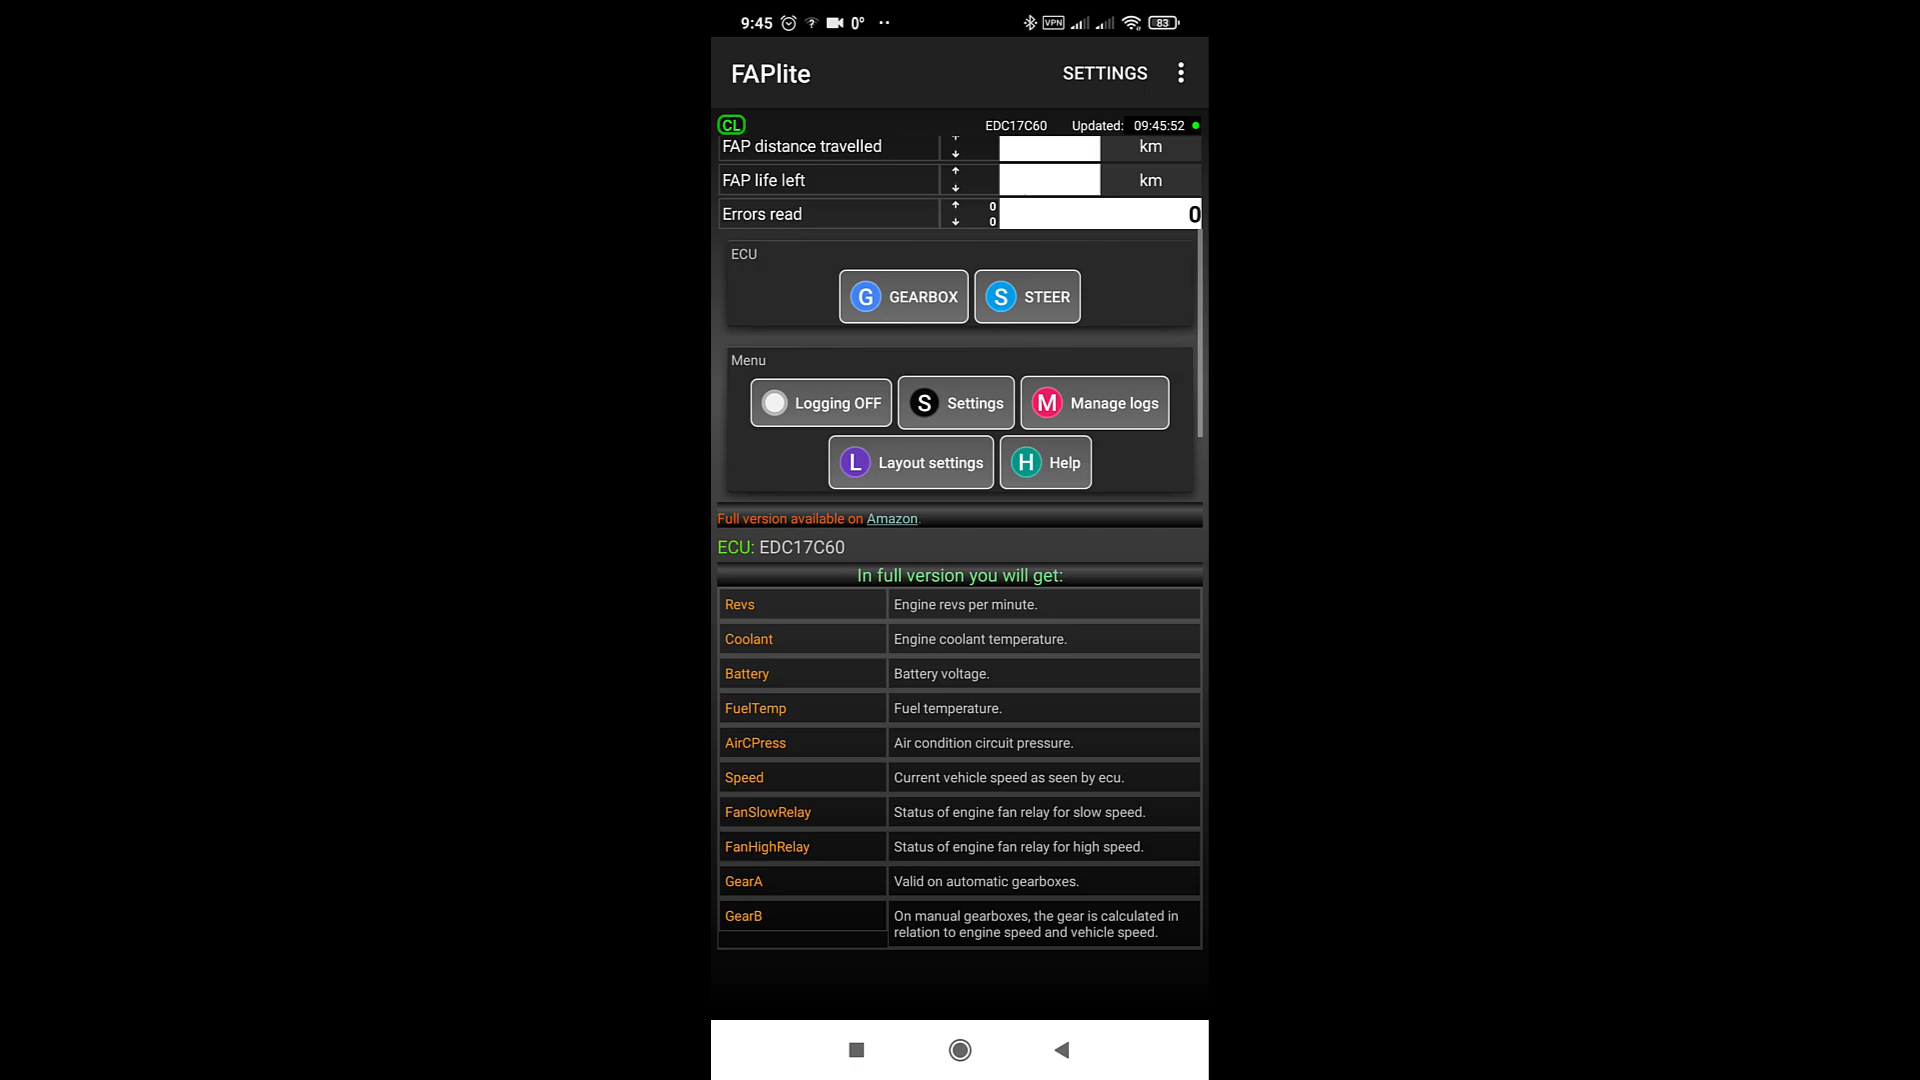 9:45 0° VPN 83
FAPlite SETTINGS
CL EDC17C60 Updated: 09:45:52
FAP distance travelled km
FAP life left km
Errors read 0 0 0
ECU
G GEARBOX S STEER
Menu
Logging OFF S Settings M Manage logs
L Layout settings H Help
Full version available on Amazon.
ECU: EDC17C60
In full version you will get:
Revs Engine revs per minute.
Coolant Engine coolant temperature.
Battery Battery voltage.
FuelTemp Fuel temperature.
AirCPress Air condition circuit pressure.
Speed Current vehicle speed as seen by ecu.
FanSlowRelay Status of engine fan relay for slow speed.
FanHighRelay Status of engine fan relay for high speed.
GearA Valid on automatic gearboxes.
GearB On manual gearboxes, the gear is calculated in
relation to engine speed and vehicle speed.